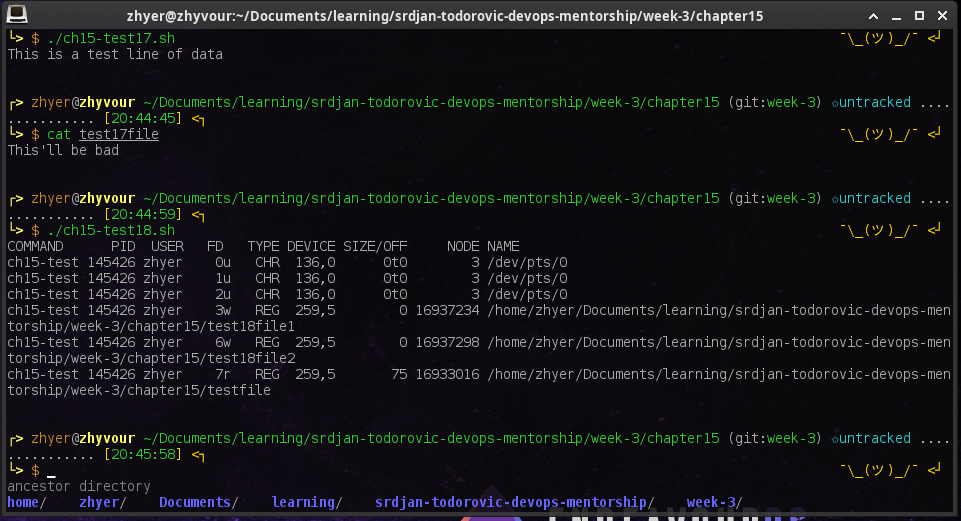 zhyer@zhyvour:~/Documents/learning/srdjan-todorovic-devops-mentorship/week-3/chapter15
└> $ ./ch15-test17.sh ¯\_(ツ)_/¯ <┘
This is a test line of data
┌> zhyer@zhyvour ~/Documents/learning/srdjan-todorovic-devops-mentorship/week-3/chapter15 (git:week-3) ✩untracked ....
........... [20:44:45] <┐
└> $ cat test17file ¯\_(ツ)_/¯ <┘
This'll be bad
┌> zhyer@zhyvour ~/Documents/learning/srdjan-todorovic-devops-mentorship/week-3/chapter15 (git:week-3) ✩untracked ....
........... [20:44:59] <┐
└> $ ./ch15-test18.sh ¯\_(ツ)_/¯ <┘
COMMAND PID USER FD TYPE DEVICE SIZE/OFF NODE NAME
ch15-test 145426 zhyer 0u CHR 136,0 0t0 3 /dev/pts/0
ch15-test 145426 zhyer 1u CHR 136,0 0t0 3 /dev/pts/0
ch15-test 145426 zhyer 2u CHR 136,0 0t0 3 /dev/pts/0
ch15-test 145426 zhyer 3w REG 259,5 0 16937234 /home/zhyer/Documents/learning/srdjan-todorovic-devops-men
torship/week-3/chapter15/test18file1
ch15-test 145426 zhyer 6w REG 259,5 0 16937298 /home/zhyer/Documents/learning/srdjan-todorovic-devops-men
torship/week-3/chapter15/test18file2
ch15-test 145426 zhyer 7r REG 259,5 75 16933016 /home/zhyer/Documents/learning/srdjan-todorovic-devops-men
torship/week-3/chapter15/testfile
┌> zhyer@zhyvour ~/Documents/learning/srdjan-todorovic-devops-mentorship/week-3/chapter15 (git:week-3) ✩untracked ....
........... [20:45:58] <┐
└> $ _ ¯\_(ツ)_/¯ <┘
ancestor directory
home/ zhyer/ Documents/ learning/ srdjan-todorovic-devops-mentorship/ week-3/